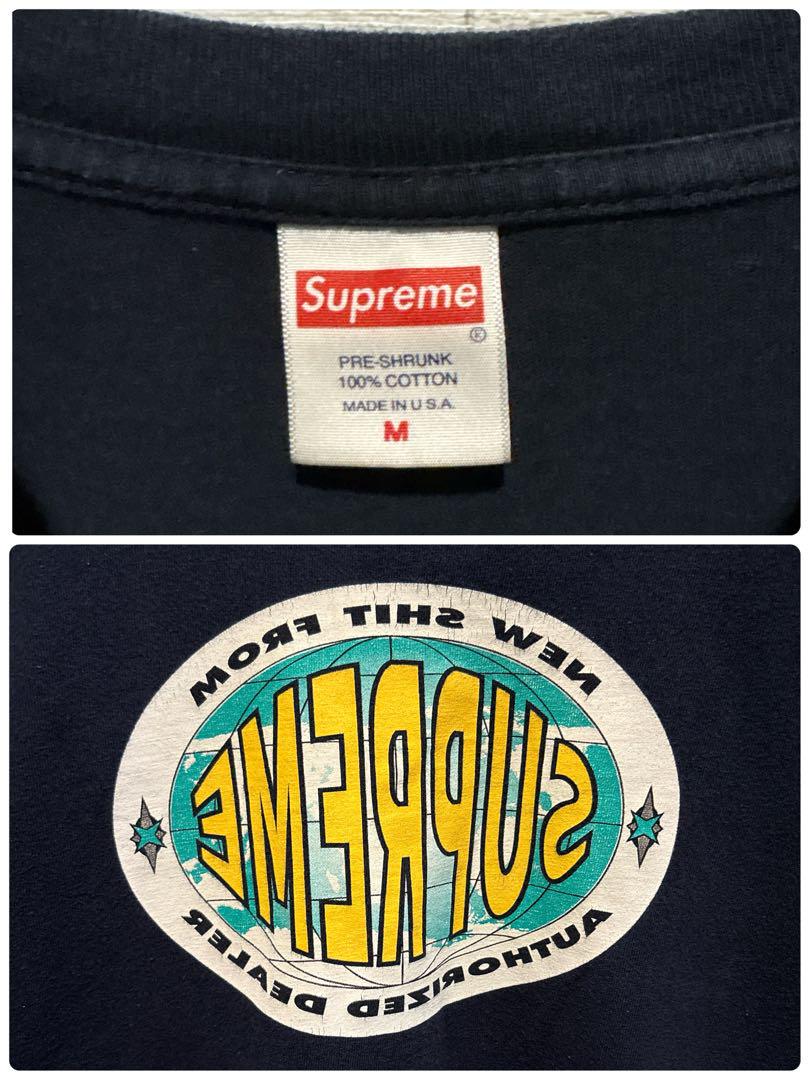 Supreme
®
PRE-SHRUNK
100% COTTON
MADE IN U.S.A.
M
NEW SHIT FROM
SUPREME
AUTHORIZED DEALER